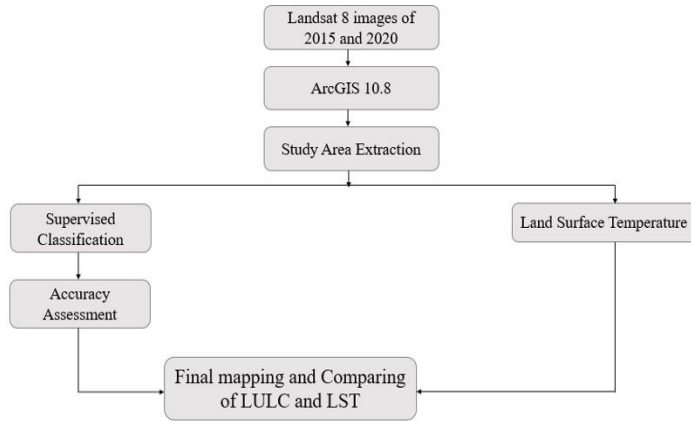 Landsat 8 images of
2015 and 2020
ArcGIS 10.8
Study Area Extraction
Supervised
Classification
Land Surface Temperature
Accuracy
Assessment
Final mapping and Comparing
of LULC and LST